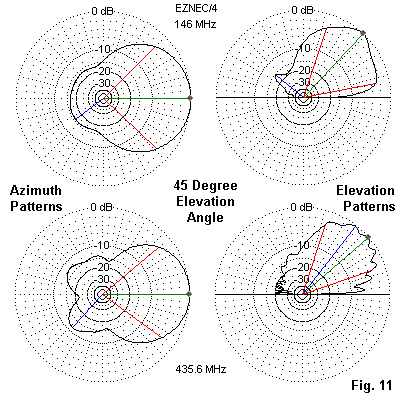 EZNEC/4
146 MHz
0 dB
-10
-20
-30
0 dB
-10
-20
-30
Azimuth
Patterns
45 Degree
Elevation
Angle
Elevation
Patterns
0 dB
-10
-20
-30
0 dB
-10
-20
-30
435.6 MHz
Fig. 11